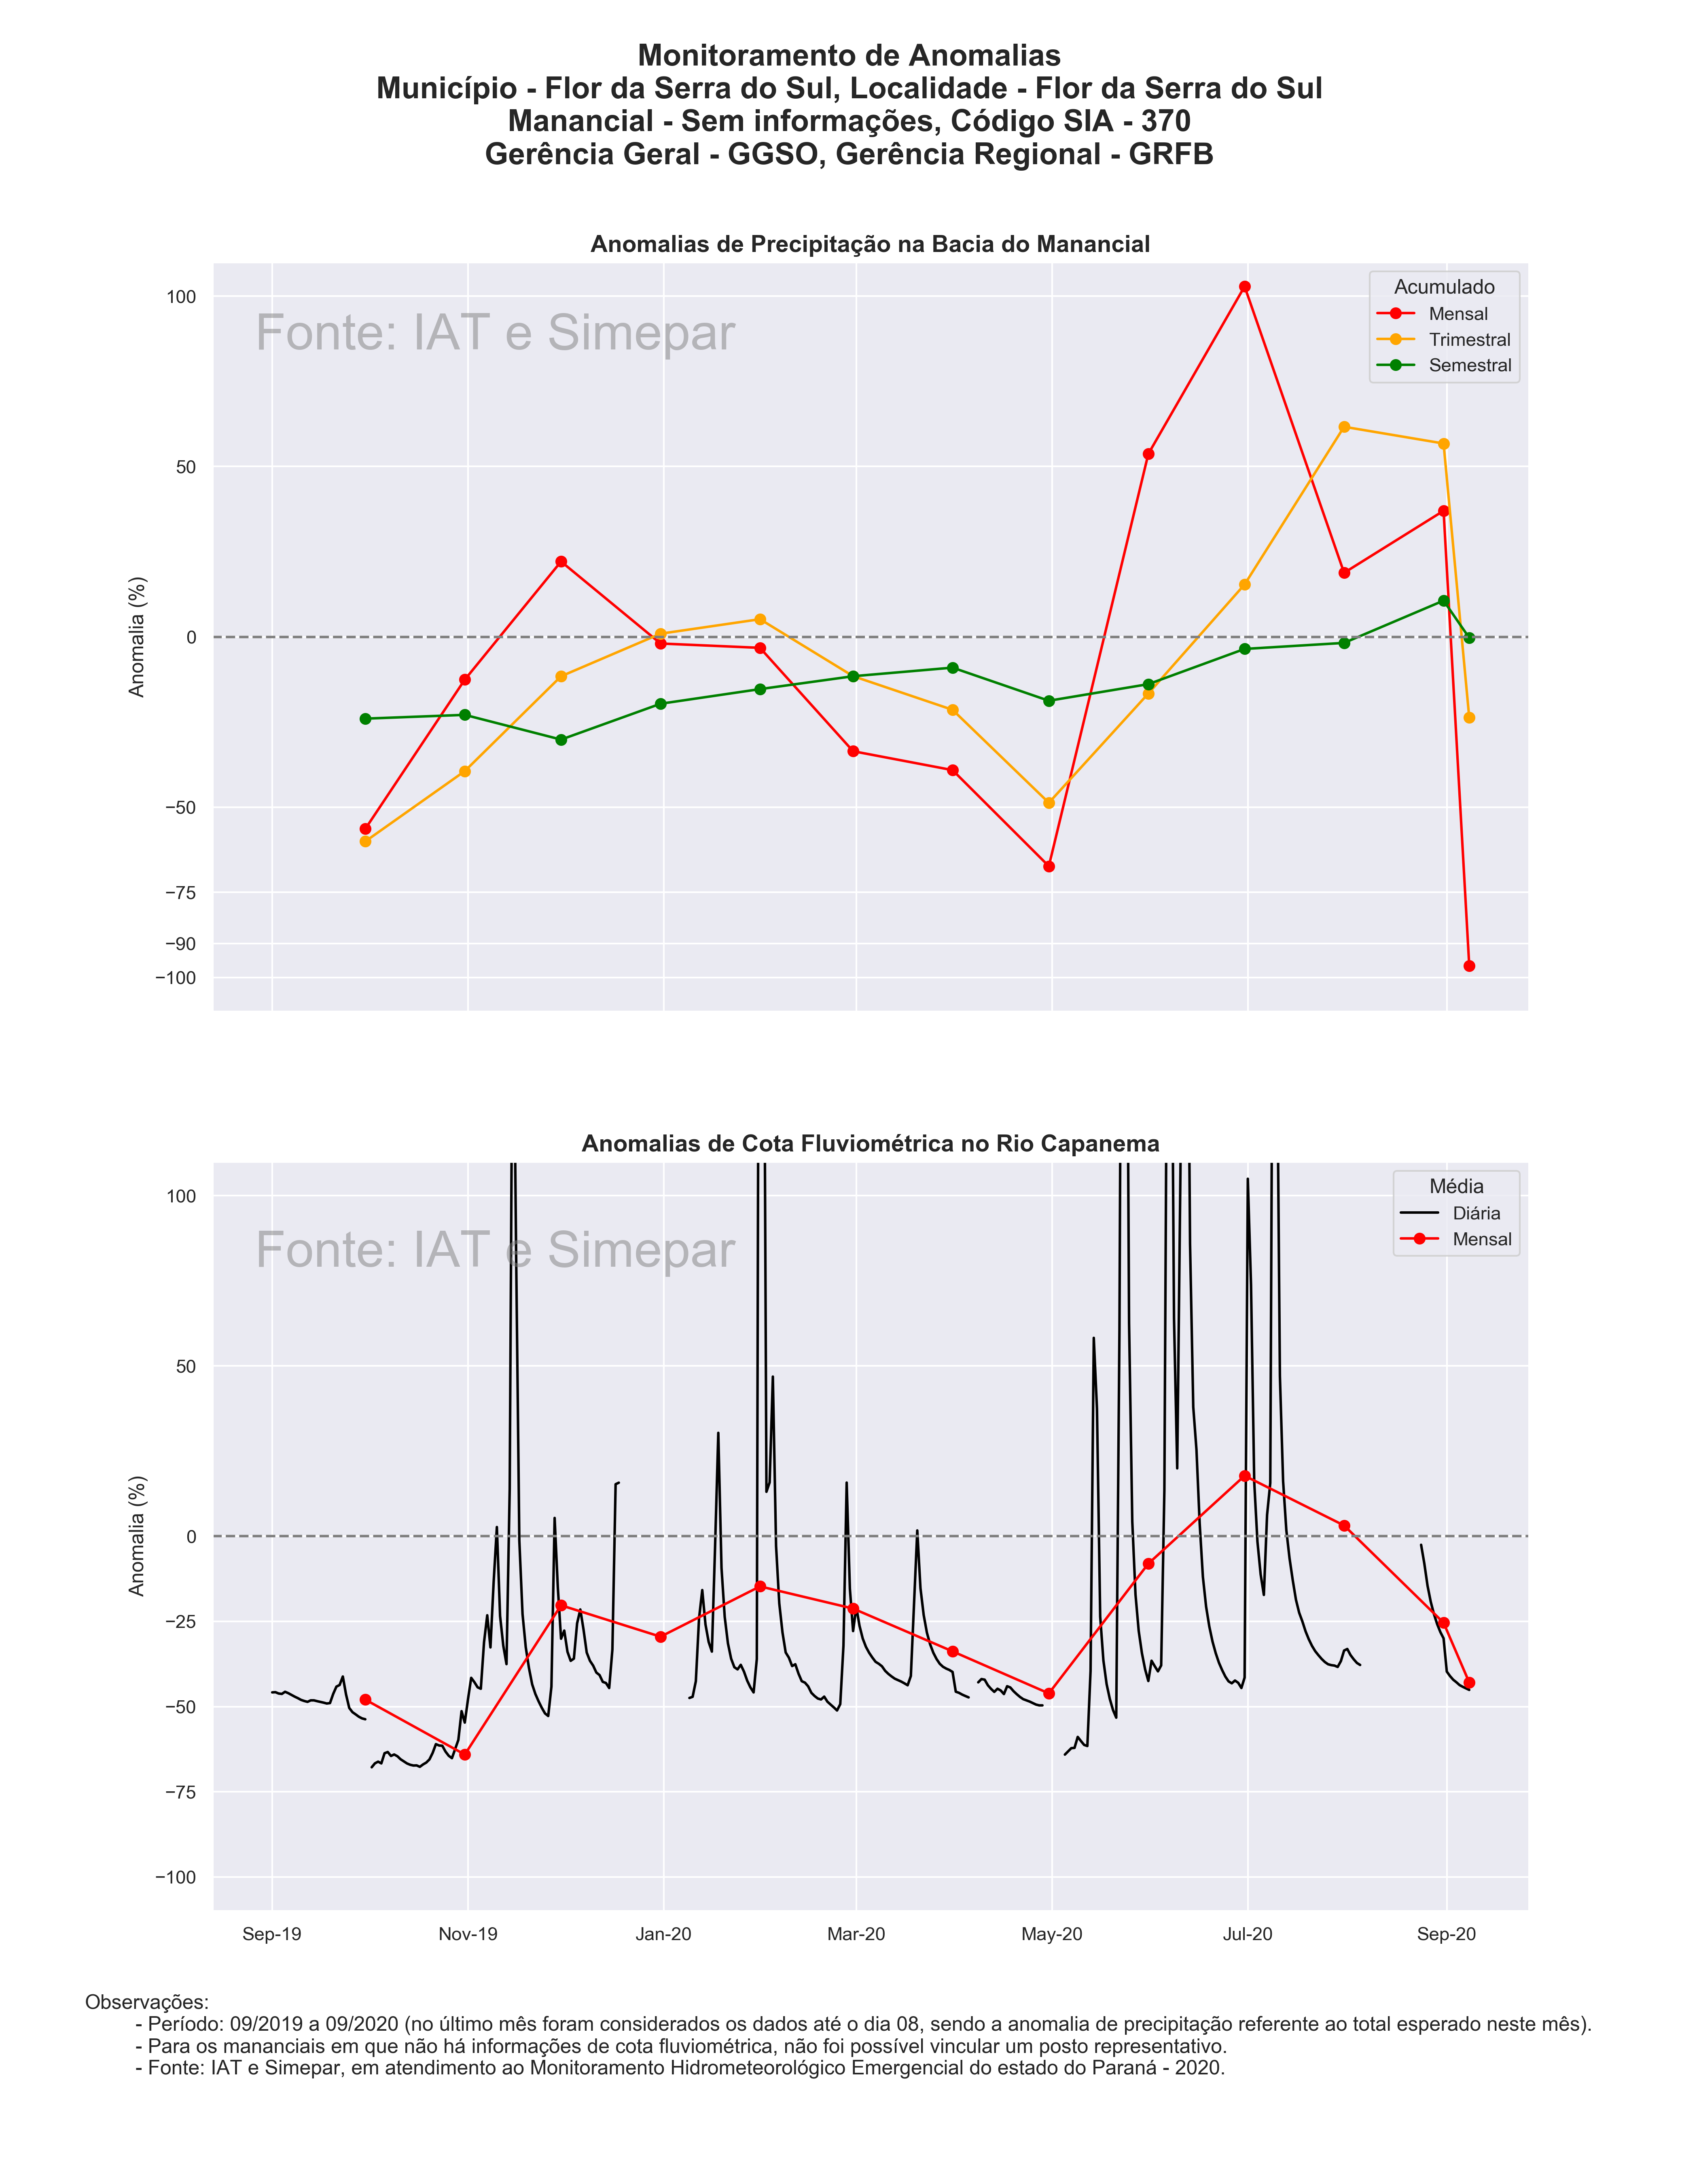 Monitoramento de Anomalias
Município - Flor da Serra do Sul, Localidade - Flor da Serra do Sul
Manancial - Sem informações, Código SIA - 370
Gerência Geral - GGSO, Gerência Regional - GRFB
Anomalias de Precipitação na Bacia do Manancial
Fonte: IAT e Simepar
Acumulado
Mensal
Trimestral
Semestral
Anomalia (%)
100
50
0
−50
−75
−90
−100
Anomalias de Cota Fluviométrica no Rio Capanema
Fonte: IAT e Simepar
Média
Diária
Mensal
Anomalia (%)
100
50
0
−25
−50
−75
−100
Sep-19 Nov-19 Jan-20 Mar-20 May-20 Jul-20 Sep-20
Observações:
- Período: 09/2019 a 09/2020 (no último mês foram considerados os dados até o dia 08, sendo a anomalia de precipitação referente ao total esperado neste mês).
- Para os mananciais em que não há informações de cota fluviométrica, não foi possível vincular um posto representativo.
- Fonte: IAT e Simepar, em atendimento ao Monitoramento Hidrometeorológico Emergencial do estado do Paraná - 2020.